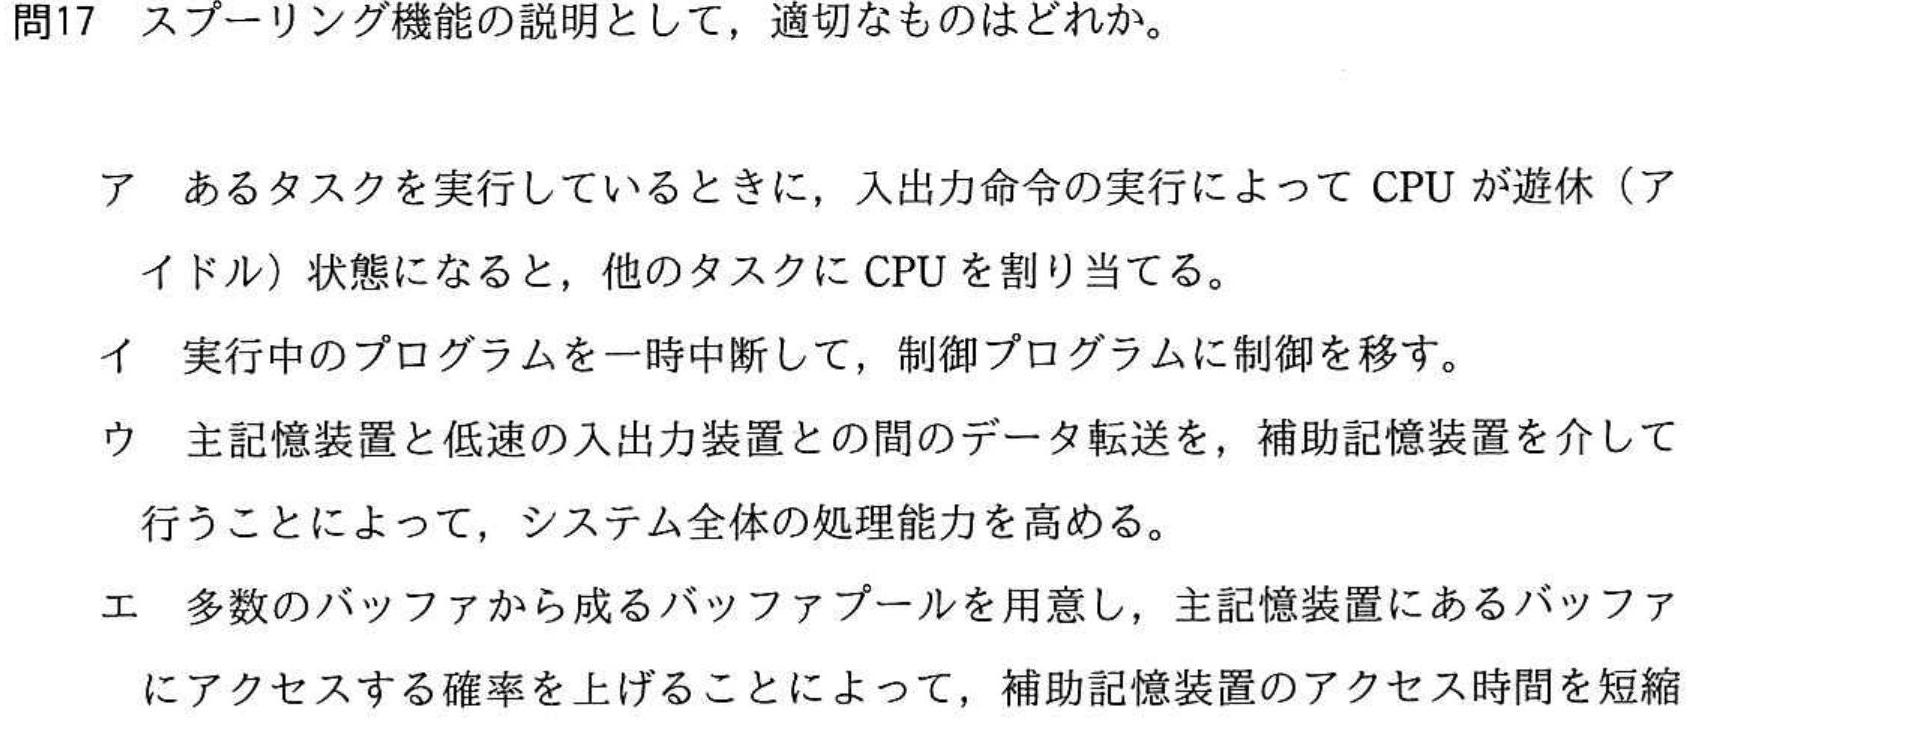 問17　スプーリング機能の説明として，適切なものはどれか。
ア　あるタスクを実行しているときに，入出力命令の実行によって CPU が遊休（ア
イドル）状態になると，他のタスクに CPU を割り当てる。
イ　実行中のプログラムを一時中断して，制御プログラムに制御を移す。
ウ　主記憶装置と低速の入出力装置との間のデータ転送を，補助記憶装置を介して
行うことによって，システム全体の処理能力を高める。
エ　多数のバッファから成るバッファプールを用意し，主記憶装置にあるバッファ
にアクセスする確率を上げることによって，補助記憶装置のアクセス時間を短縮